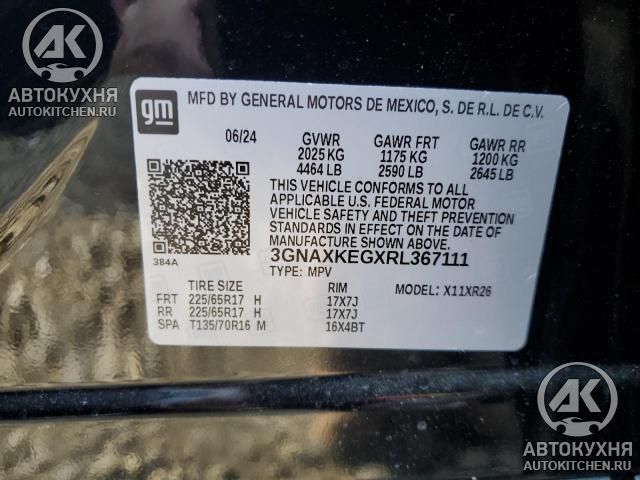 АК
АВТОКУХНЯ
AUTOKITCHEN.RU
gm
MFD BY GENERAL MOTORS DE MEXICO, S. DE R.L. DE C.V.
06/24 GVWR GAWR FRT GAWR RR
2025 KG 1175 KG 1200 KG
4464 LB 2590 LB 2645 LB
THIS VEHICLE CONFORMS TO ALL
APPLICABLE U.S. FEDERAL MOTOR
VEHICLE SAFETY AND THEFT PREVENTION
STANDARDS IN EFFECT ON THE DATE OF
MANUFACTURE SHOWN ABOVE.
384A 3GNAXKEGXRL367111
TYPE: MPV MODEL: X11XR26
TIRE SIZE RIM
FRT 225/65R17 H 17X7J
RR 225/65R17 H 17X7J
SPA T135/70R16 M 16X4BT
АК
АВТОКУХНЯ
AUTOKITCHEN.RU